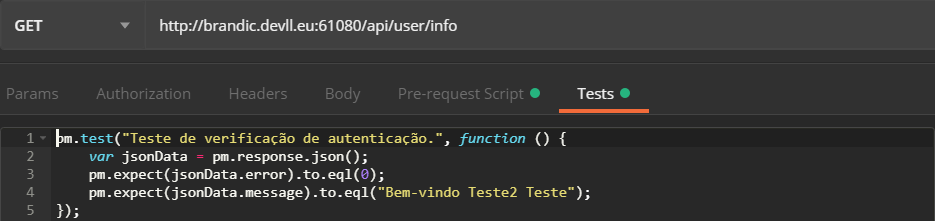 GET http://brandic.devll.eu:61080/api/user/info
Params Authorization Headers Body Pre-request Script Tests
1 pm.test("Teste de verificação de autenticação.", function () {
2 var jsonData = pm.response.json();
3 pm.expect(jsonData.error).to.eql(0);
4 pm.expect(jsonData.message).to.eql("Bem-vindo Teste2 Teste");
5 });